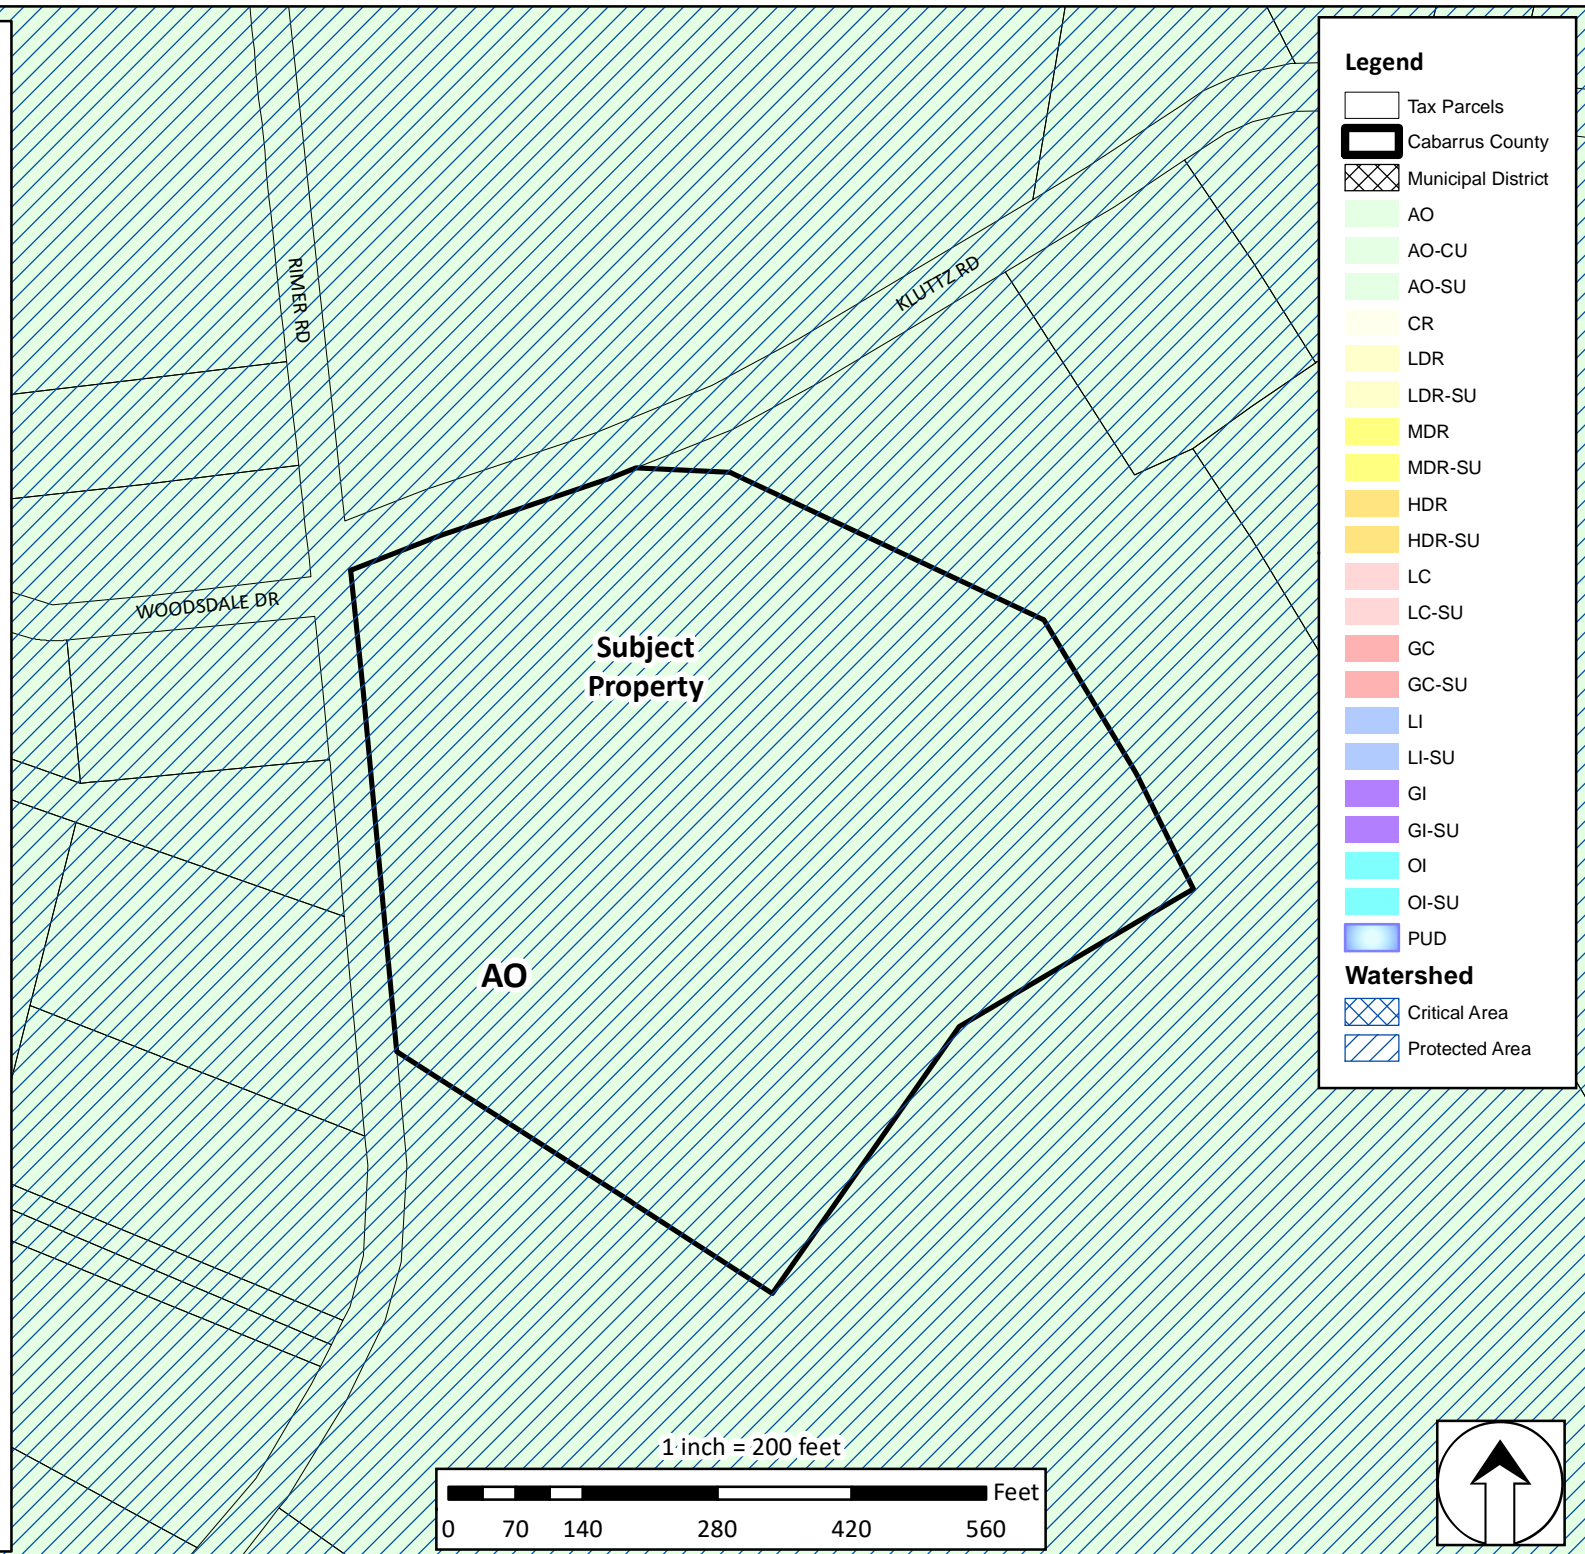 RIMER RD
KLUTTZ RD
WOODSDALE DR
Subject
Property
AO
1 inch = 200 feet
Feet
0 70 140 280 420 560
Legend
Tax Parcels
Cabarrus County
Municipal District
AO
AO-CU
AO-SU
CR
LDR
LDR-SU
MDR
MDR-SU
HDR
HDR-SU
LC
LC-SU
GC
GC-SU
LI
LI-SU
GI
GI-SU
OI
OI-SU
PUD
Watershed
Critical Area
Protected Area